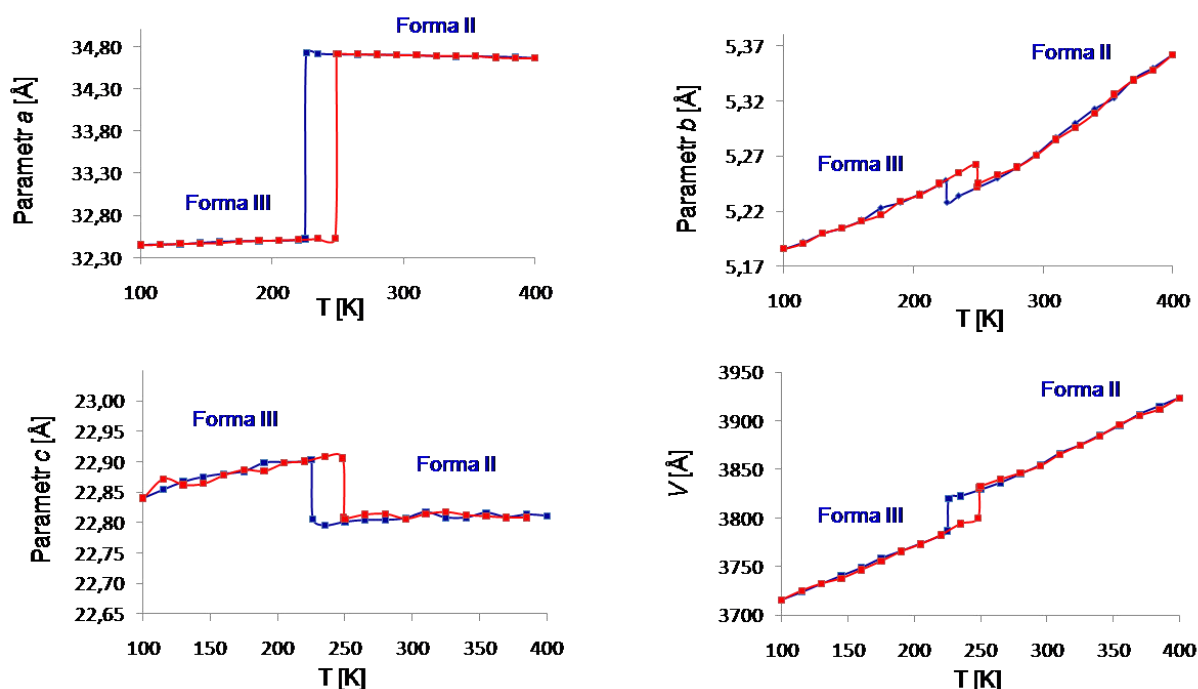 Parametr a [Å]
34,80
34,30
33,80
33,30
32,80
32,30
Forma II
Forma III
100 200 300 400
T [K]
Parametr b [Å]
5,37
5,32
5,27
5,22
5,17
Forma II
Forma III
100 200 300 400
T [K]
Parametr c [Å]
23,00
22,95
22,90
22,85
22,80
22,75
22,70
22,65
Forma III
Forma II
100 150 200 250 300 350 400
T [K]
V [Å]
3950
3900
3850
3800
3750
3700
Forma II
Forma III
100 150 200 250 300 350 400
T [K]